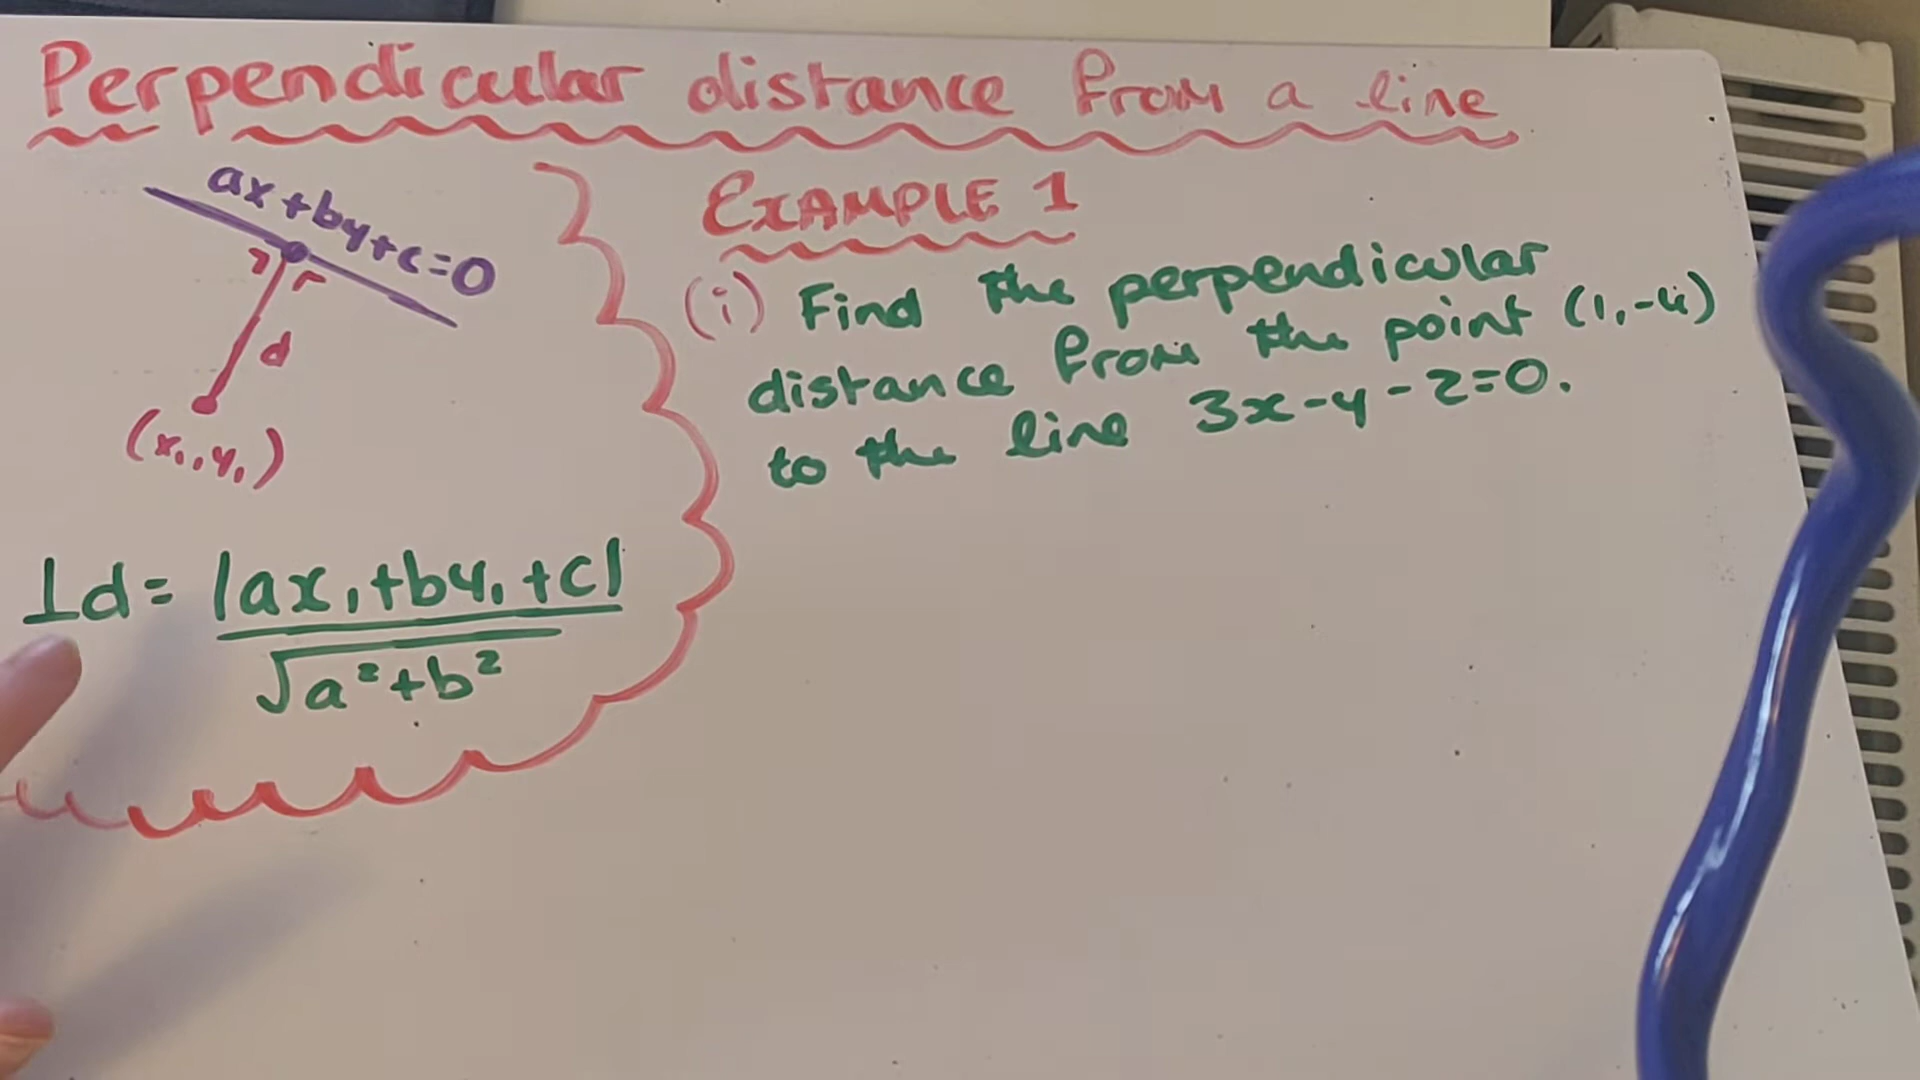 Perpendicular distance from a line
ax+by+c=0
d
(x₁,y₁)
⊥d= |ax₁+by₁+c|
√a²+b²
EXAMPLE 1
(i) Find the perpendicular
distance from the point (1,-4)
to the line 3x-y-2=0.